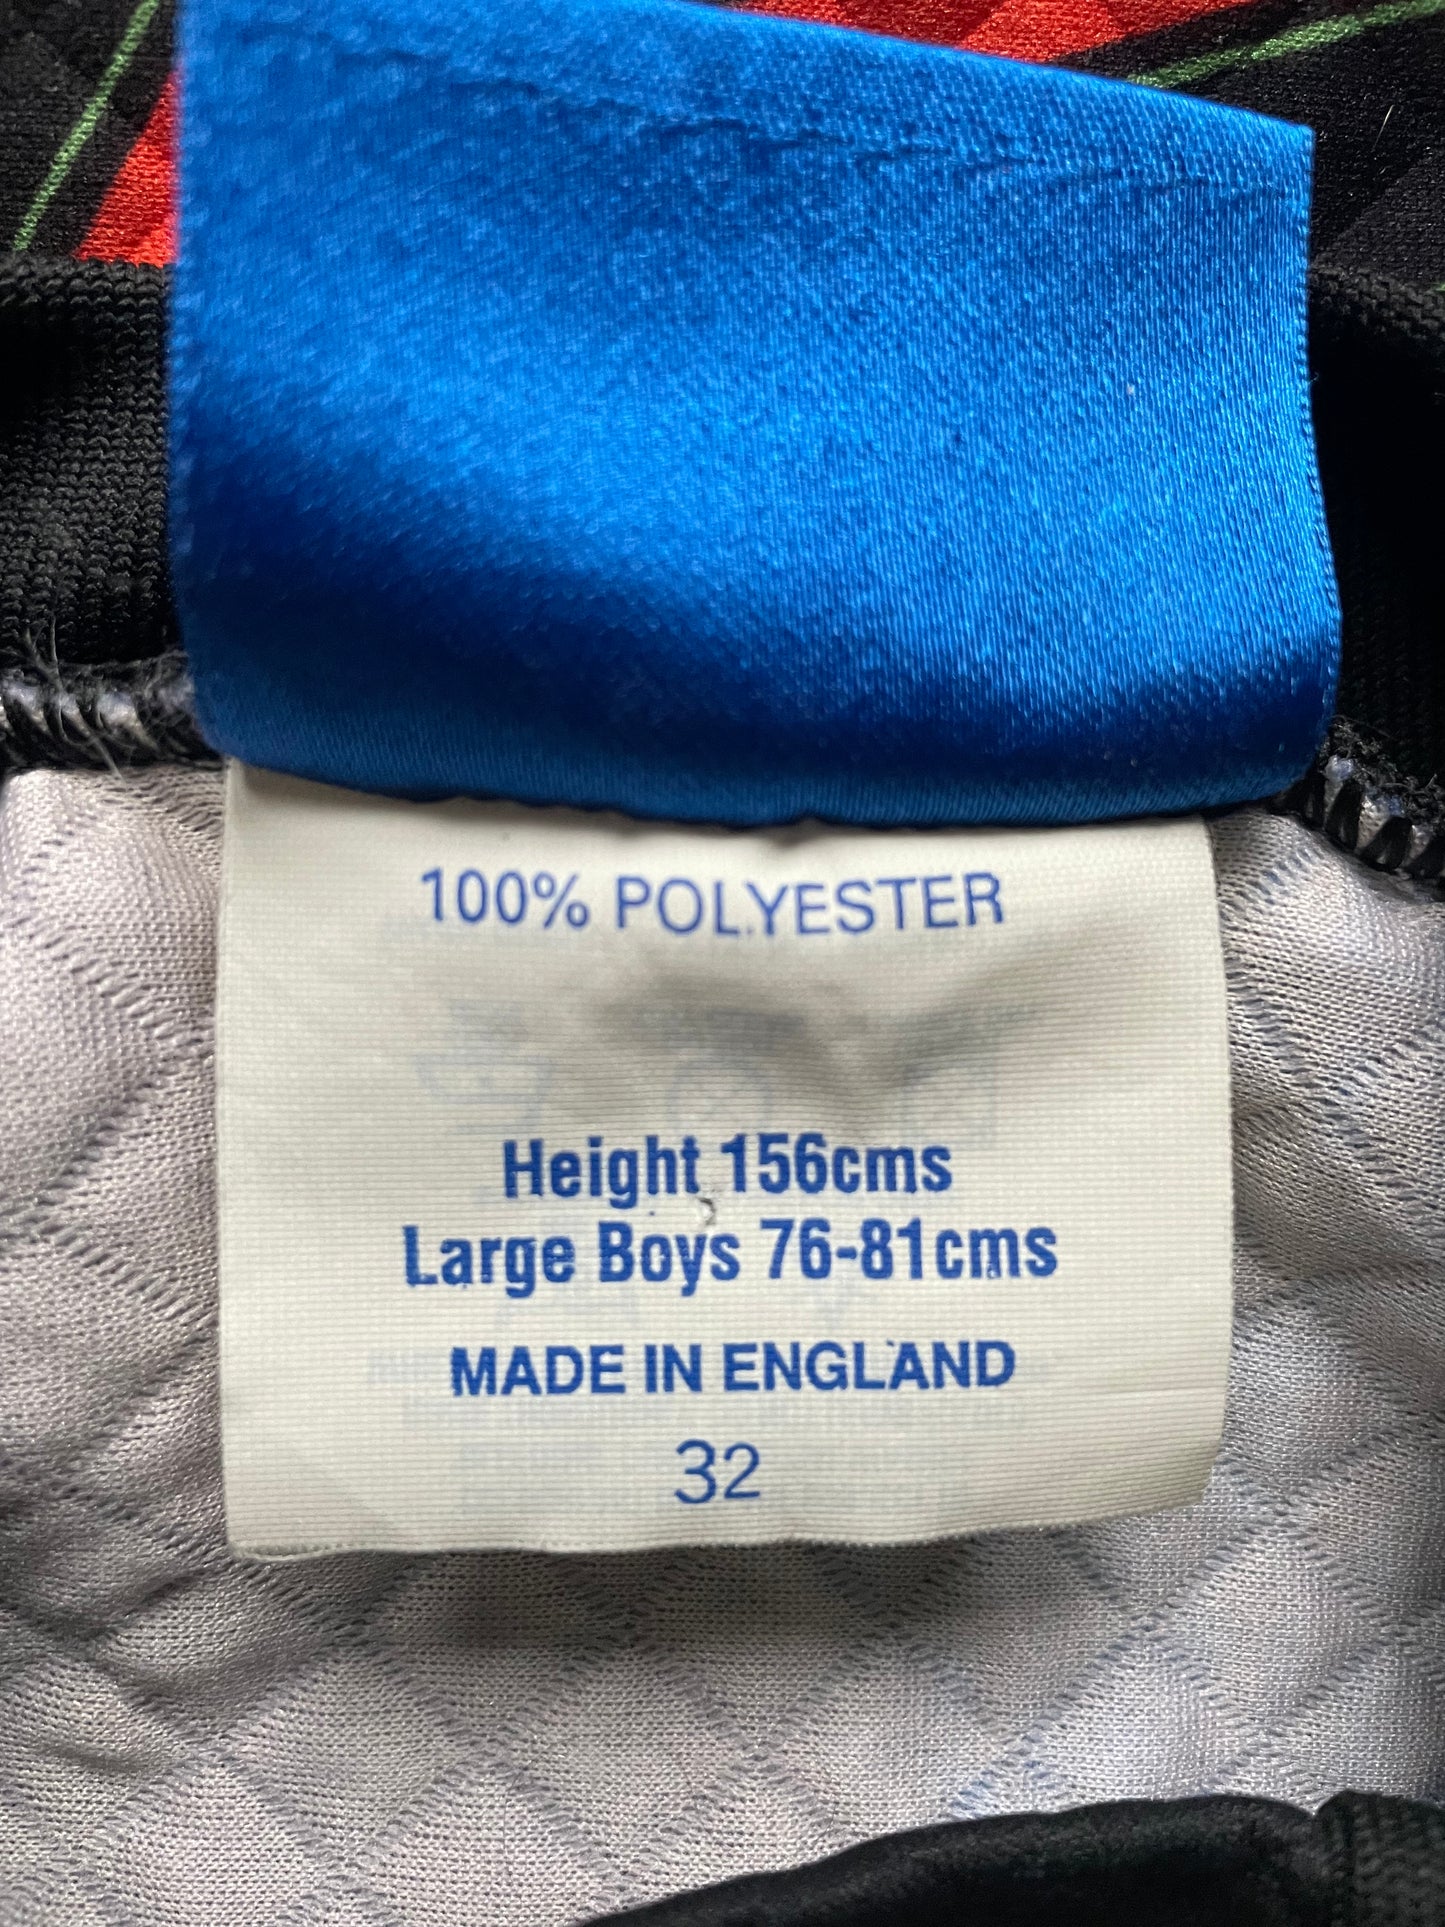 100% POLYESTER
Height 156cms
Large Boys 76-81cms
MADE IN ENGLAND
32